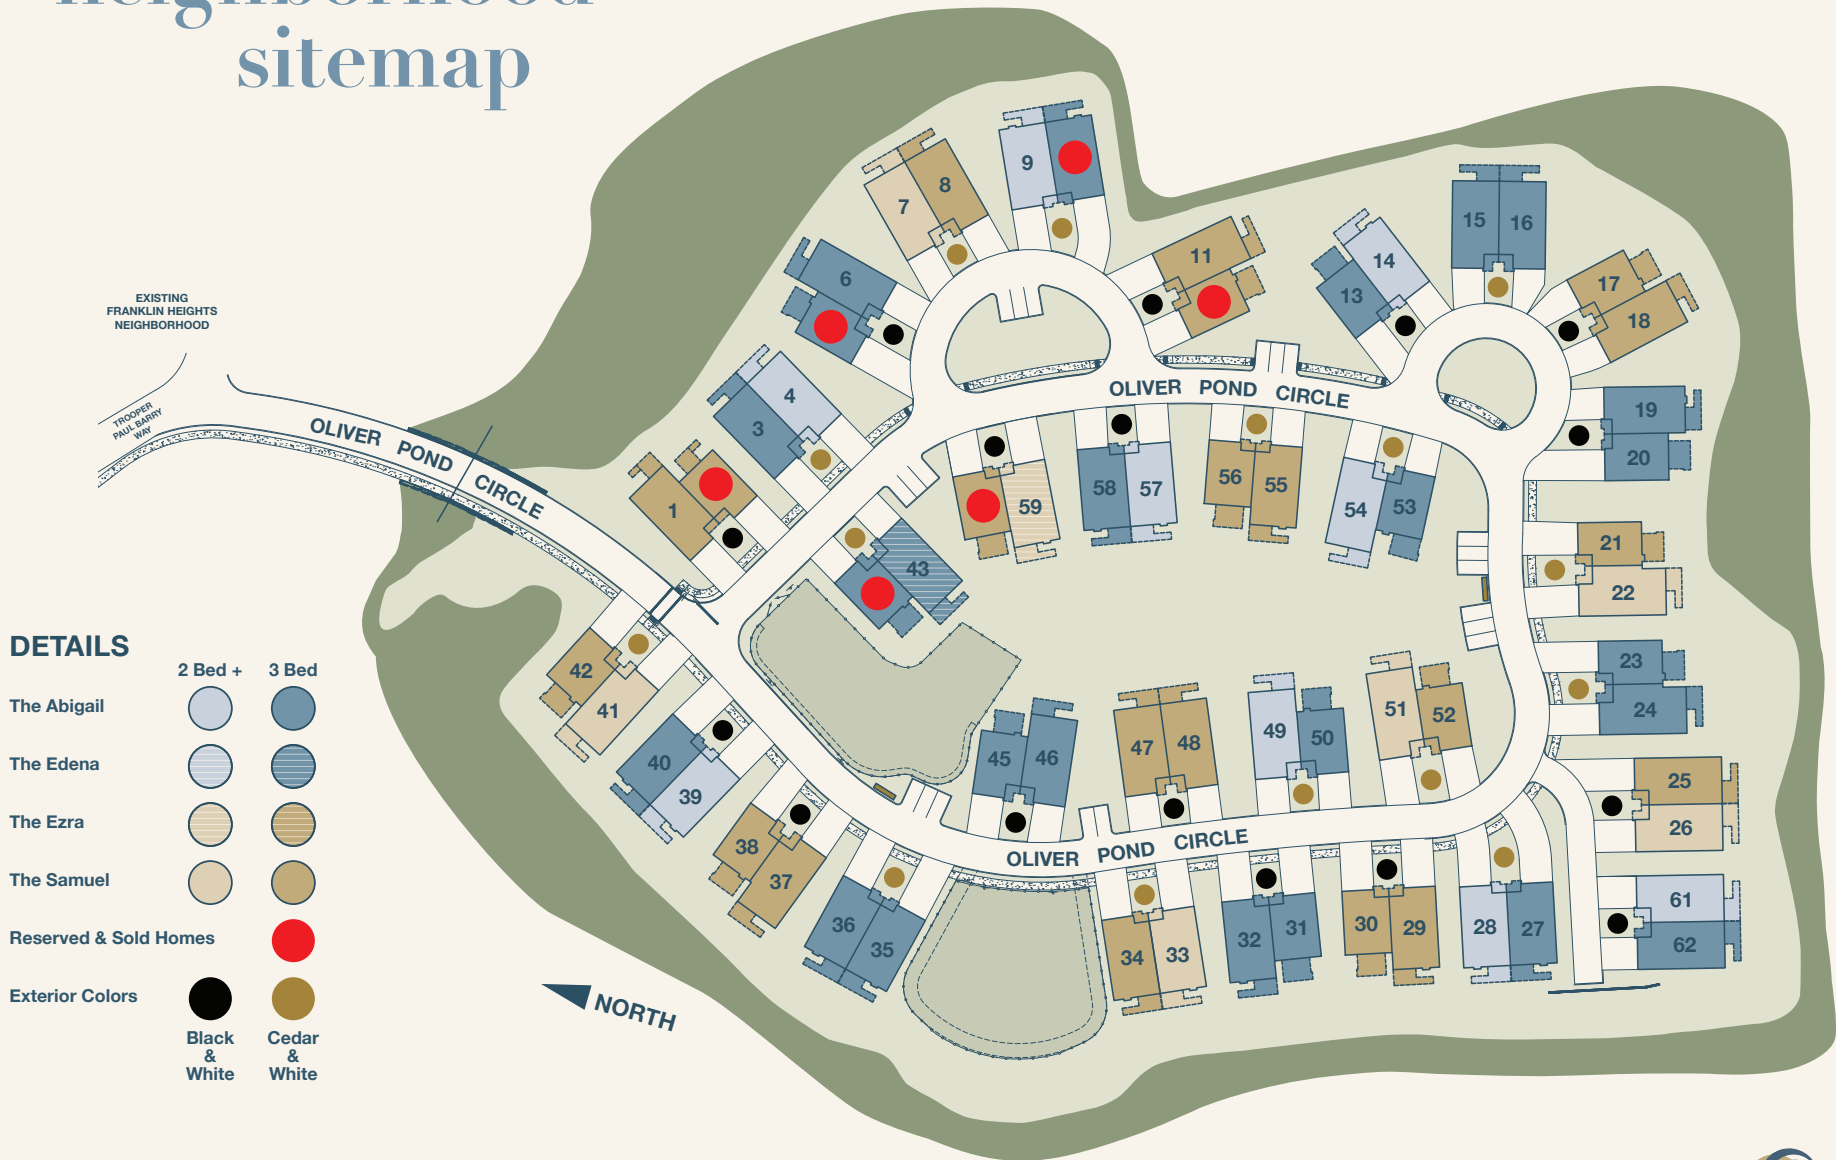 neighborhood
sitemap
EXISTING
FRANKLIN HEIGHTS
NEIGHBORHOOD
TROOPER
PAUL BARRY
WAY
OLIVER POND CIRCLE
OLIVER POND CIRCLE
OLIVER POND CIRCLE
1
3
4
6
7
8
9
11
13
14
15
16
17
18
19
20
21
22
23
24
25
26
61
62
27
28
29
30
31
32
33
34
35
36
37
38
39
40
41
42
43
45
46
47
48
49
50
51
52
53
54
55
56
57
58
59
NORTH
DETAILS
2 Bed + 3 Bed
The Abigail
The Edena
The Ezra
The Samuel
Reserved & Sold Homes
Exterior Colors
Black
&
White
Cedar
&
White